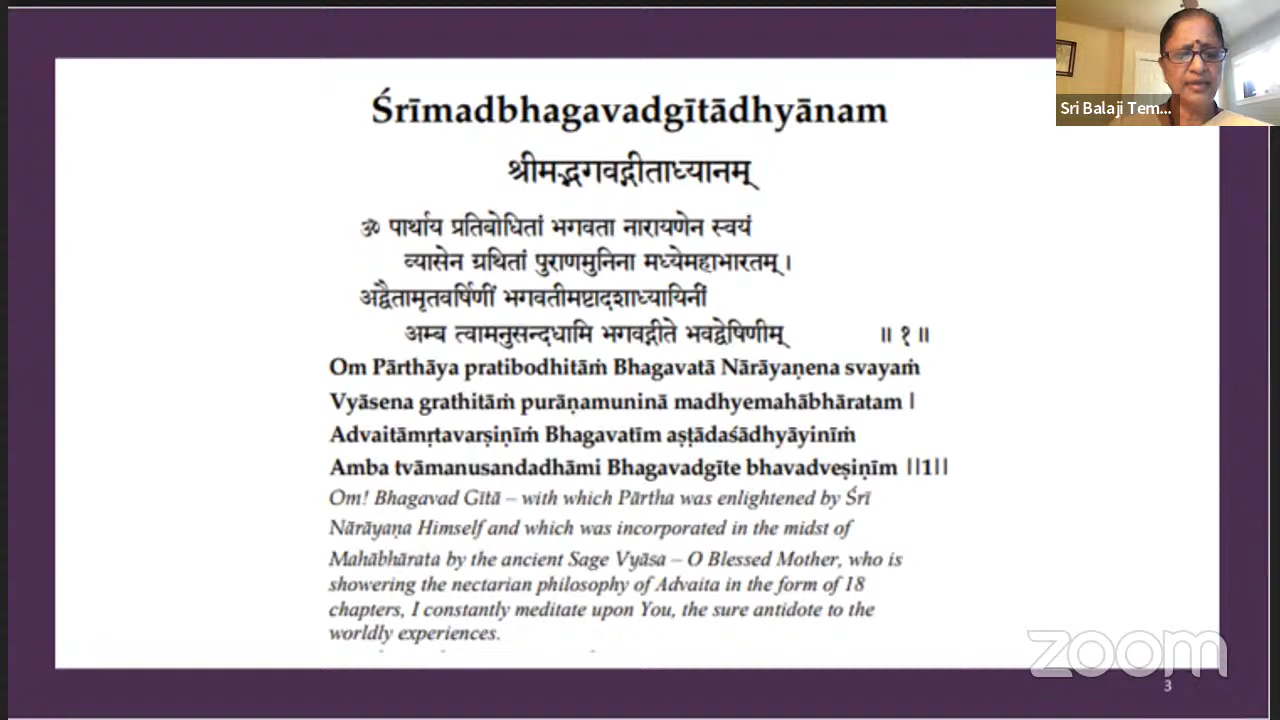 Śrīmadbhagavadgītādhyānam
श्रीमद्भगवद्गीताध्यानम्
ॐ पार्थाय प्रतिबोधितां भगवता नारायणेन स्वयं
व्यासेन ग्रथितां पुराणमुनिना मध्येमहाभारतम् ।
अद्वैतामृतवर्षिणीं भगवतीमष्टादशाध्यायिनीं
अम्ब त्वामनुसन्दधामि भगवद्गीते भवद्वेषिणीम् ॥ १ ॥
Om Pārthāya pratibodhitāṁ Bhagavatā Nārāyaṇena svayaṁ
Vyāsena grathitāṁ purāṇamuninā madhyemahābhāratam |
Advaitāmṛtavarṣiṇīṁ Bhagavatīm aṣṭādaśādhyāyinīṁ
Amba tvāmanusandadhāmi Bhagavadgīte bhavadveṣiṇīm ||1||
Om! Bhagavad Gītā – with which Pārtha was enlightened by Śrī
Nārāyaṇa Himself and which was incorporated in the midst of
Mahābhārata by the ancient Sage Vyāsa – O Blessed Mother, who is
showering the nectarian philosophy of Advaita in the form of 18
chapters, I constantly meditate upon You, the sure antidote to the
worldly experiences.
Sri Balaji Tem...
zoom
3